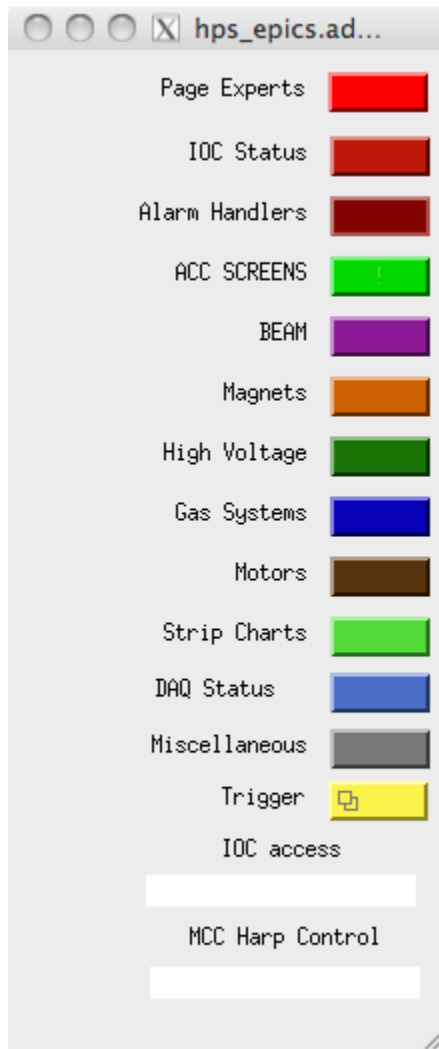 hps_epics.ad...
Page Experts
IOC Status
Alarm Handlers
ACC SCREENS !
BEAM
Magnets
High Voltage
Gas Systems
Motors
Strip Charts
DAQ Status
Miscellaneous
Trigger
IOC access
MCC Harp Control